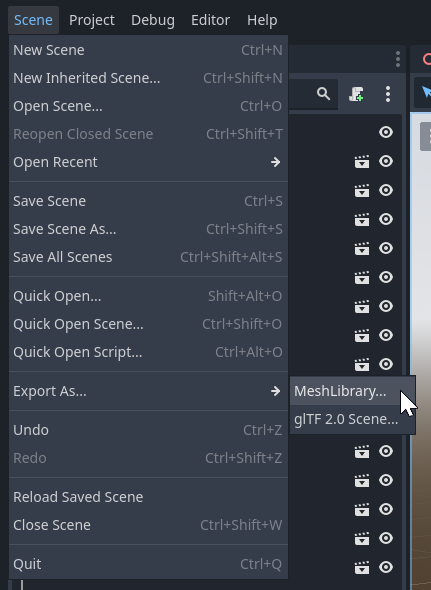 Scene Project Debug Editor Help
New Scene Ctrl+N
New Inherited Scene... Ctrl+Shift+N
Open Scene... Ctrl+O
Reopen Closed Scene Ctrl+Shift+T
Open Recent
Save Scene Ctrl+S
Save Scene As... Ctrl+Shift+S
Save All Scenes Ctrl+Shift+Alt+S
Quick Open... Shift+Alt+O
Quick Open Scene... Ctrl+Shift+O
Quick Open Script... Ctrl+Alt+O
Export As... MeshLibrary...
glTF 2.0 Scene...
Undo Ctrl+Z
Redo Ctrl+Shift+Z
Reload Saved Scene
Close Scene Ctrl+Shift+W
Quit Ctrl+Q